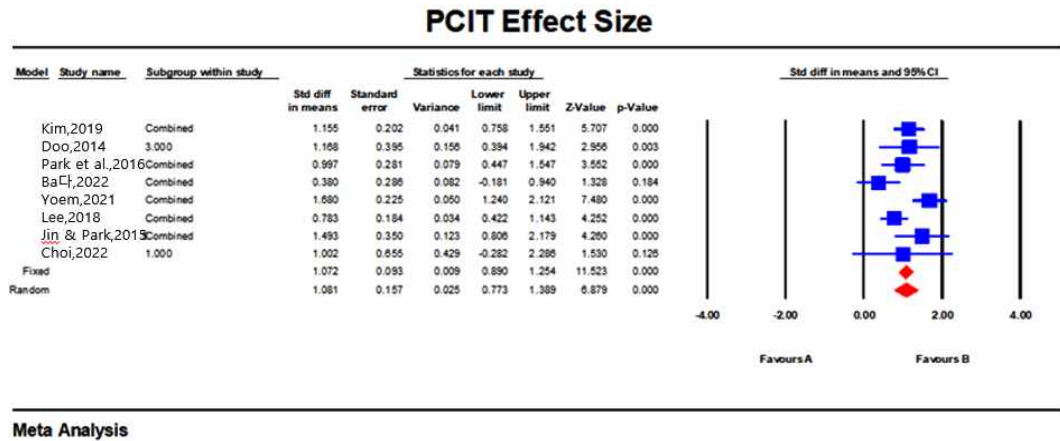 PCIT Effect Size
Model Study name Subgroup within study Statistics for each study Std diff in means and 95% CI
Std diff in means Standard error Variance Lower limit Upper limit Z-Value p-Value
Kim,2019 Combined 1.155 0.202 0.041 0.758 1.551 5.707 0.000
Doo,2014 3.000 1.168 0.395 0.156 0.394 1.942 2.956 0.003
Park et al.,2016 Combined 0.997 0.281 0.079 0.447 1.547 3.552 0.000
Ba다,2022 Combined 0.380 0.286 0.082 -0.181 0.940 1.328 0.184
Yoem,2021 Combined 1.680 0.225 0.050 1.240 2.121 7.480 0.000
Lee,2018 Combined 0.783 0.184 0.034 0.422 1.143 4.252 0.000
Jin & Park,2015 Combined 1.493 0.350 0.123 0.806 2.179 4.260 0.000
Choi,2022 1.000 1.002 0.655 0.429 -0.282 2.286 1.530 0.126
Fixed 1.072 0.093 0.009 0.890 1.254 11.523 0.000
Random 1.081 0.157 0.025 0.773 1.389 6.879 0.000
-4.00 -2.00 0.00 2.00 4.00
Favours A Favours B
Meta Analysis